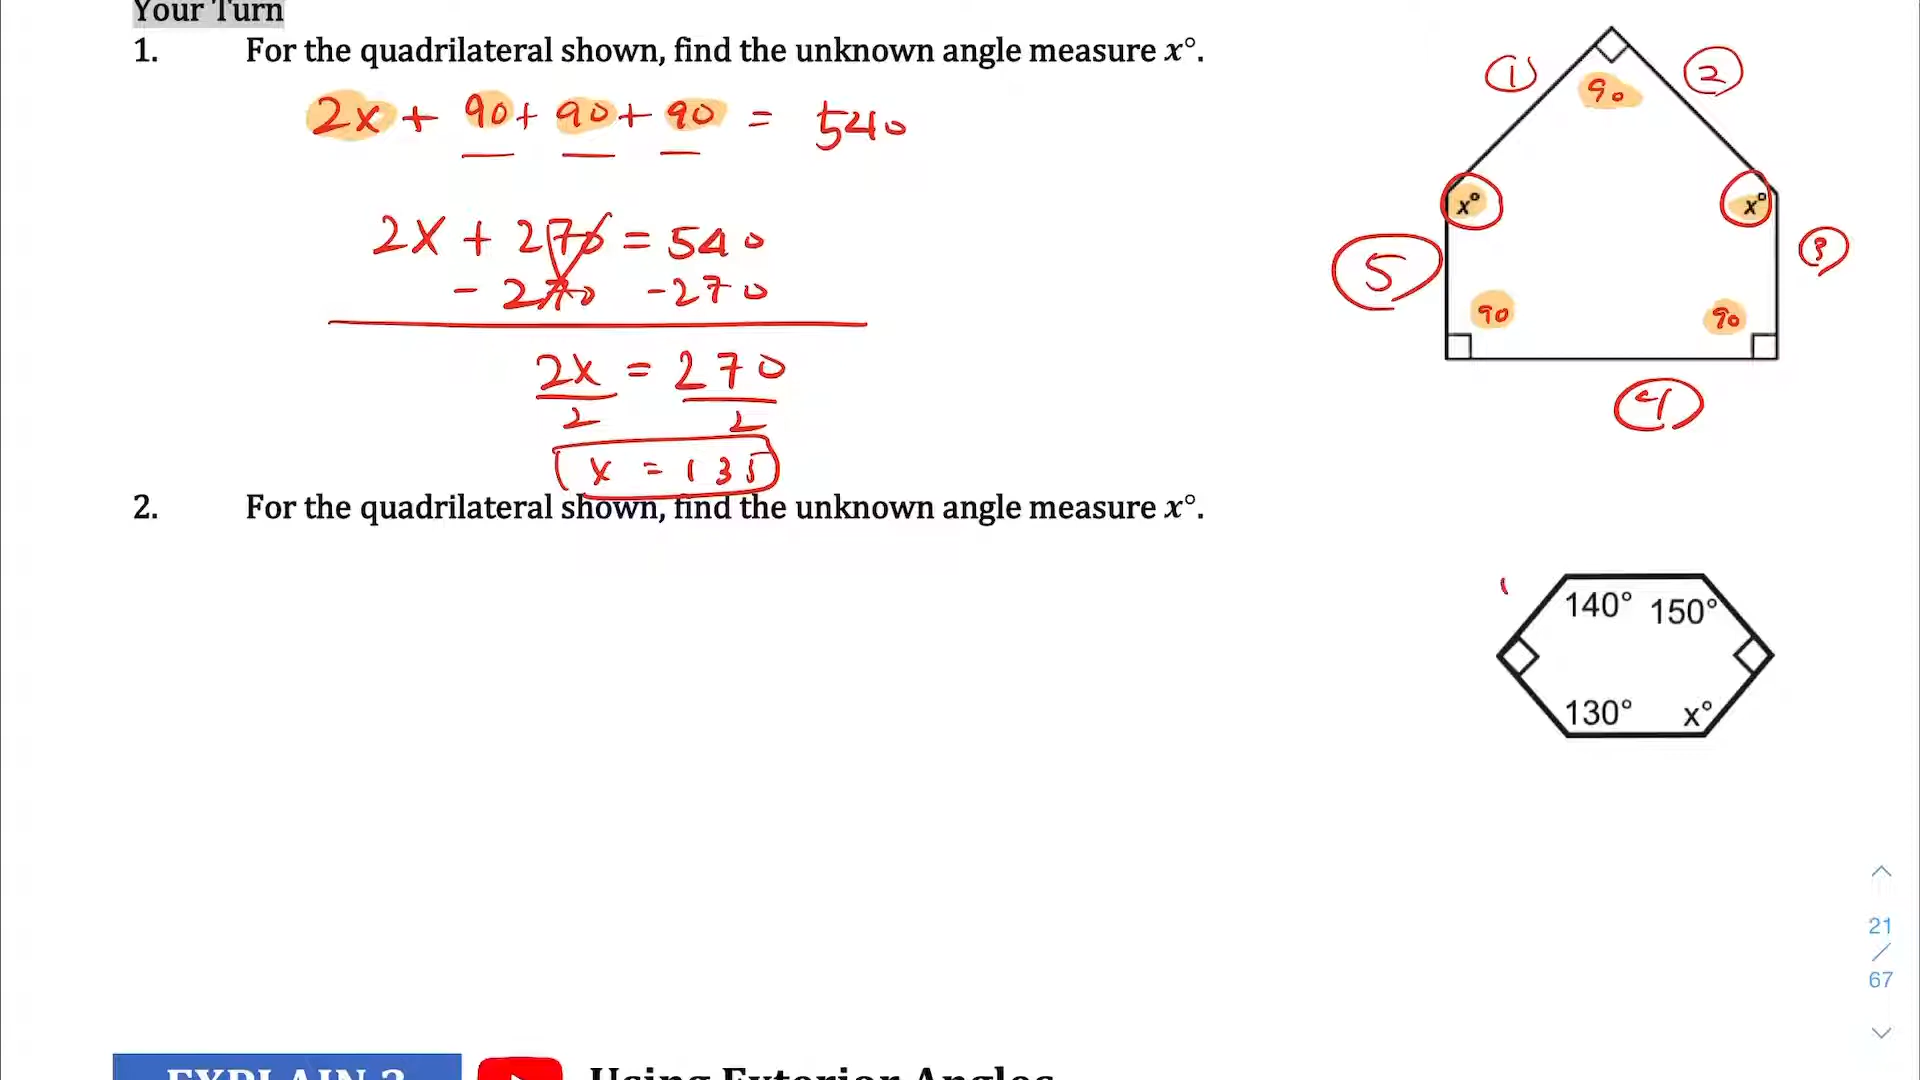 Your Turn
1. For the quadrilateral shown, find the unknown angle measure x°.
2x + 90 + 90 + 90 = 540
2x + 270 = 540
- 270 -270
2x = 270
2 2
x = 135
1 2
90
x° x°
5 3
90 90
4
2. For the quadrilateral shown, find the unknown angle measure x°.
140° 150°
130° x°
21
/
67
EXPLAIN 3 Using Exterior Angles